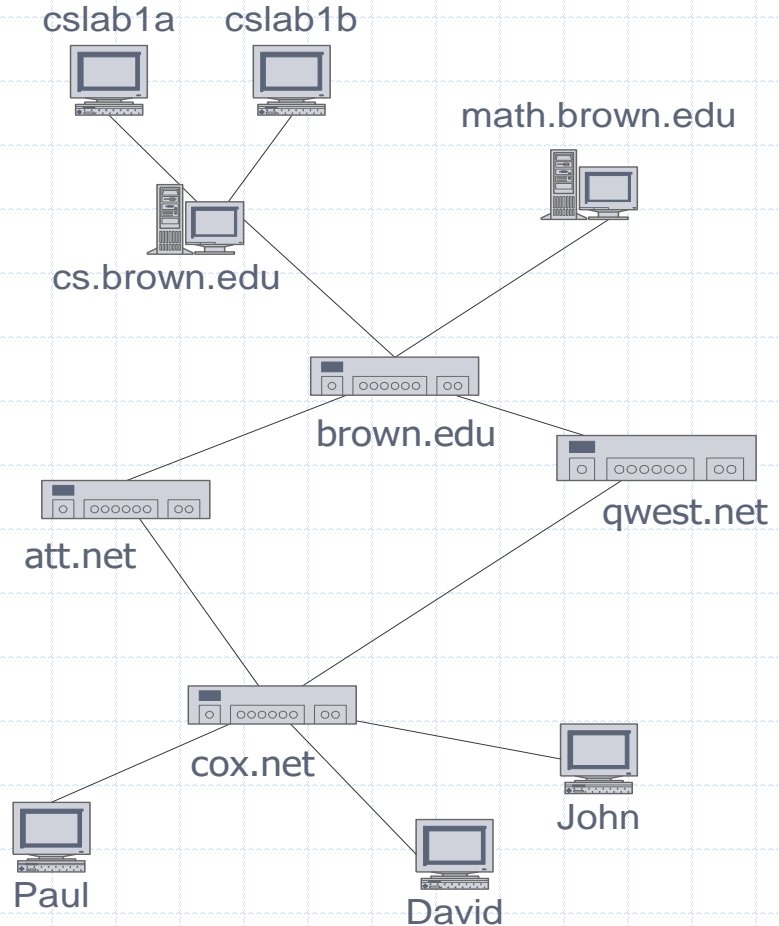 cslab1a
cslab1b
math.brown.edu
cs.brown.edu
brown.edu
qwest.net
att.net
cox.net
John
Paul
David